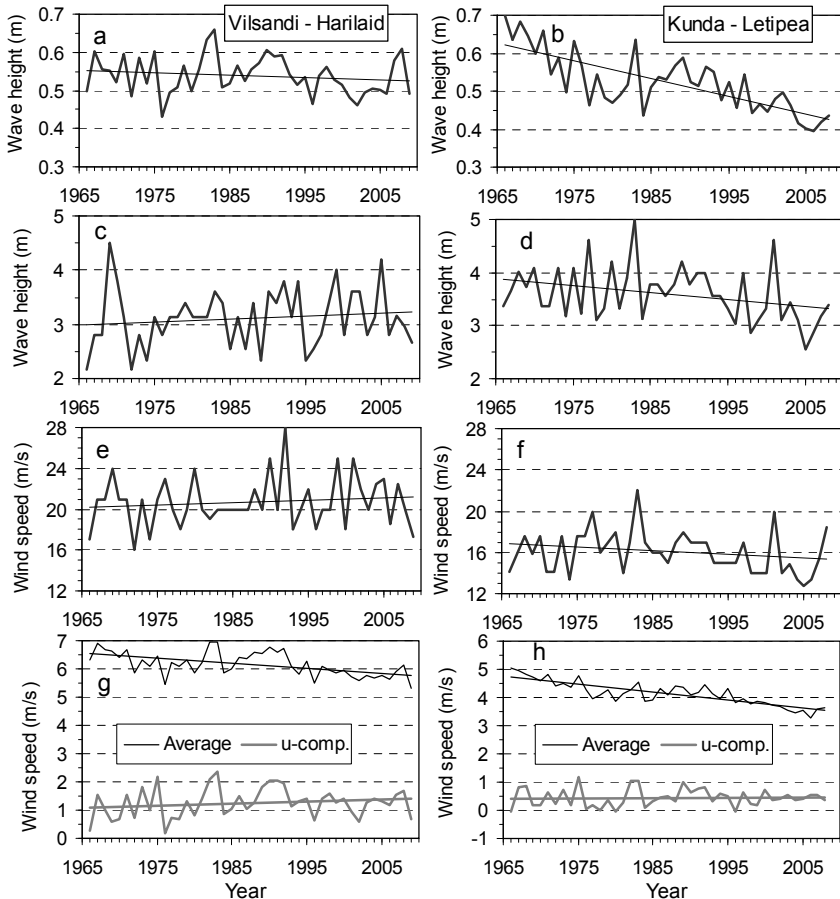 Vilsandi - Harilaid
Kunda - Letipea
a
Wave height (m)
0.7
0.6
0.5
0.4
0.3
1965 1975 1985 1995 2005
b
Wave height (m)
0.7
0.6
0.5
0.4
0.3
1965 1975 1985 1995 2005
c
Wave height (m)
5
4
3
2
1965 1975 1985 1995 2005
d
Wave height (m)
5
4
3
2
1965 1975 1985 1995 2005
e
Wind speed (m/s)
28
24
20
16
12
1965 1975 1985 1995 2005
f
Wind speed (m/s)
28
24
20
16
12
1965 1975 1985 1995 2005
g
Wind speed (m/s)
7
6
5
4
3
2
1
0
Average u-comp.
1965 1975 1985 1995 2005
Year
h
Wind speed (m/s)
6
5
4
3
2
1
0
-1
Average u-comp.
1965 1975 1985 1995 2005
Year